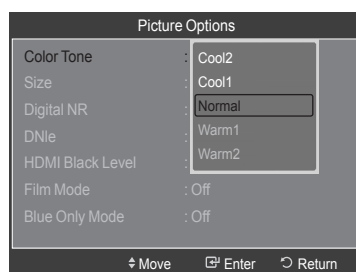 Picture Options
Color Tone : Cool2
Size : Cool1
Digital NR : Normal
DNIe : Warm1
HDMI Black Level : Warm2
Film Mode : Off
Blue Only Mode : Off
Move Enter Return